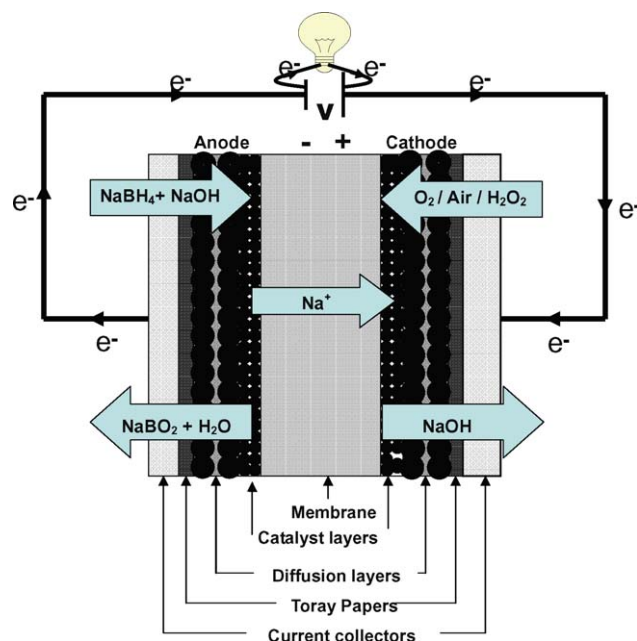 e- e-
e- e-
V
Anode - + Cathode
NaBH₄+ NaOH O₂ / Air / H₂O₂
e- e-
Na⁺
e- e-
NaBO₂ + H₂O NaOH
Membrane
Catalyst layers
Diffusion layers
Toray Papers
Current collectors